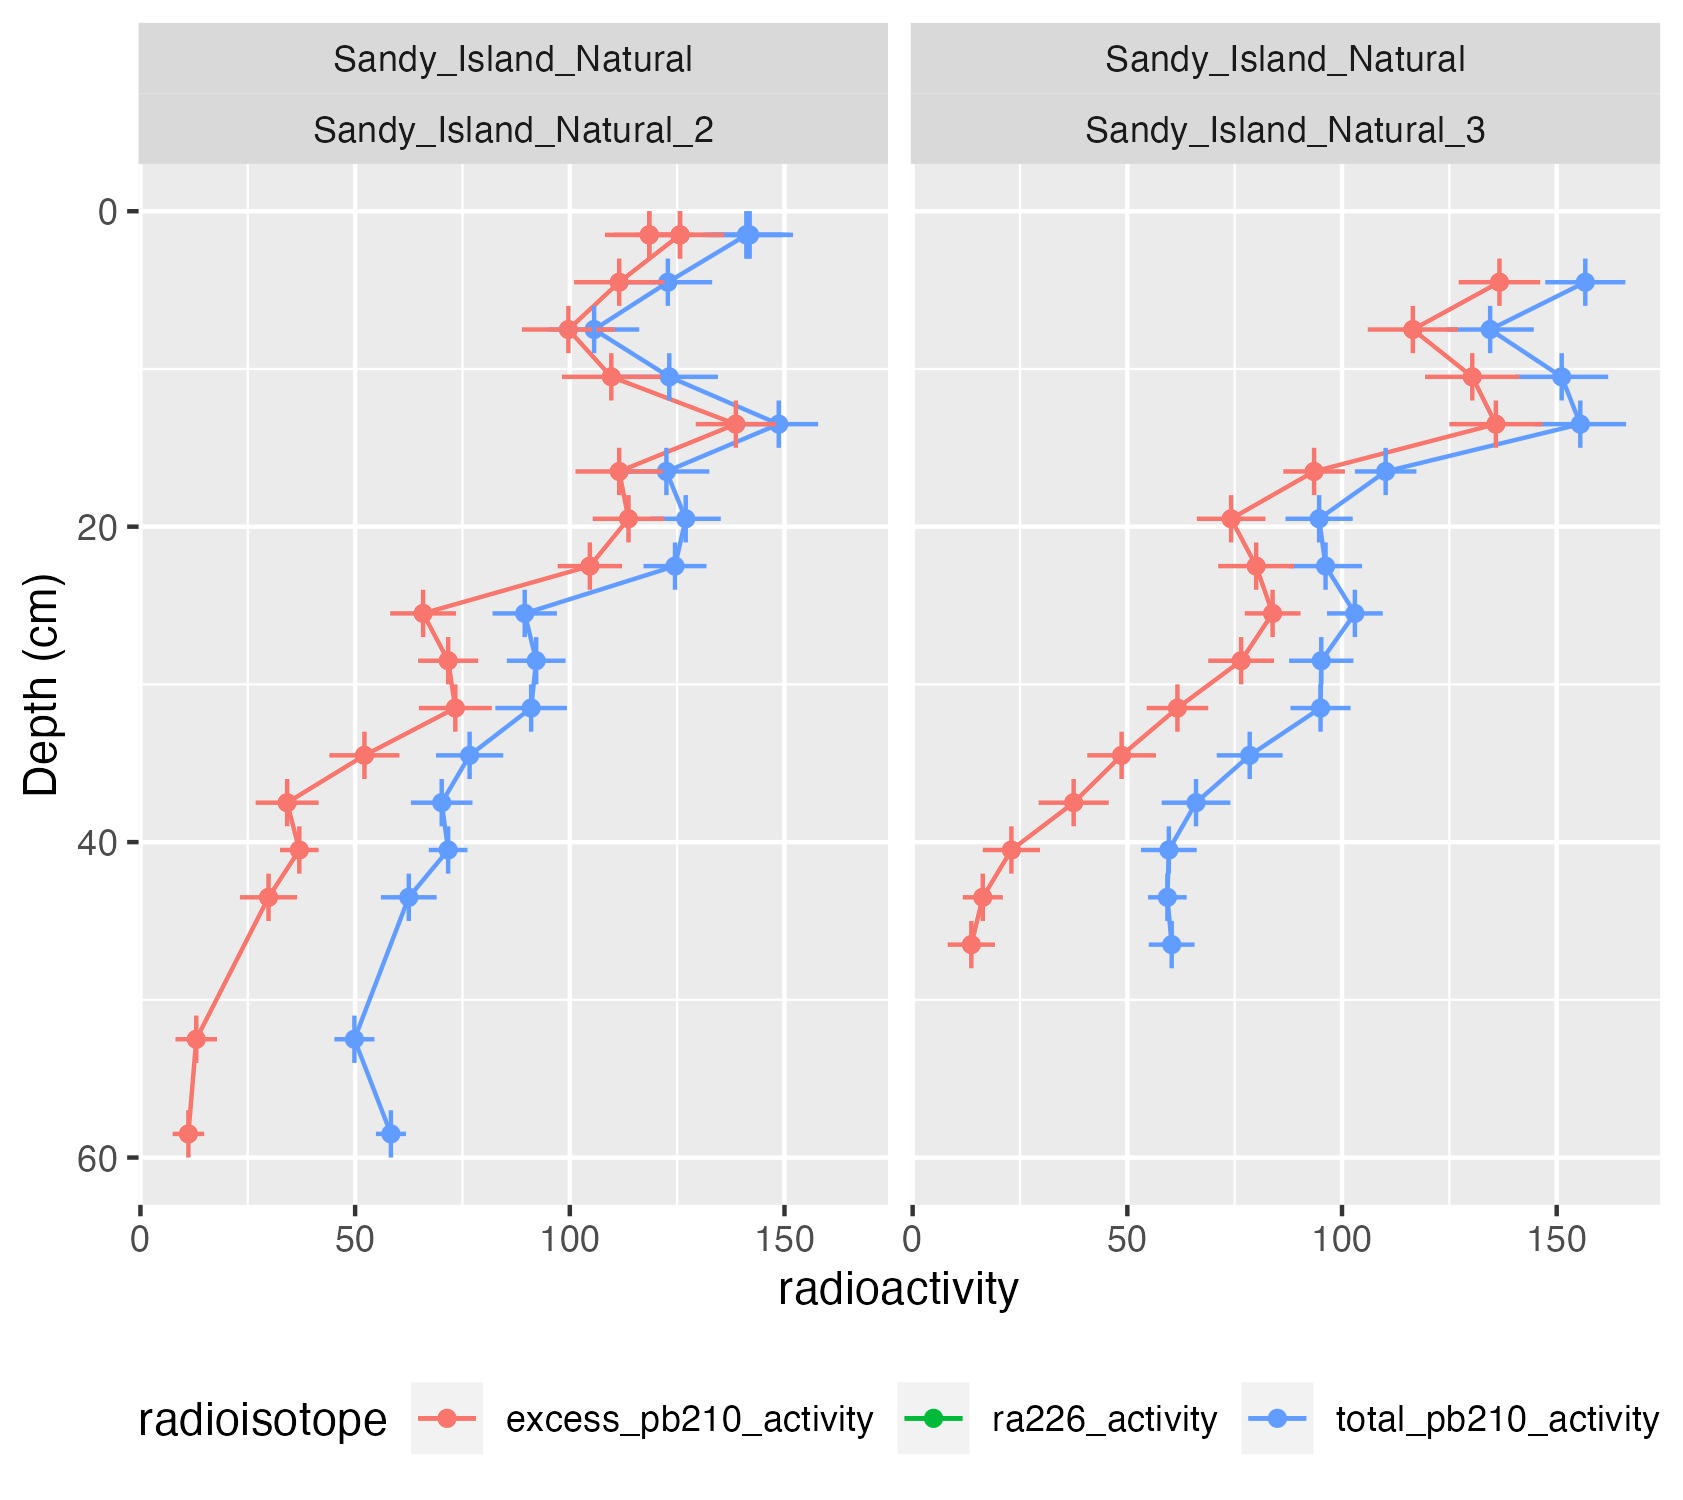 Sandy_Island_Natural
Sandy_Island_Natural
Sandy_Island_Natural_2
Sandy_Island_Natural_3
Depth (cm)
0
20
40
60
0 50 100 150
0 50 100 150
radioactivity
radioisotope excess_pb210_activity ra226_activity total_pb210_activity